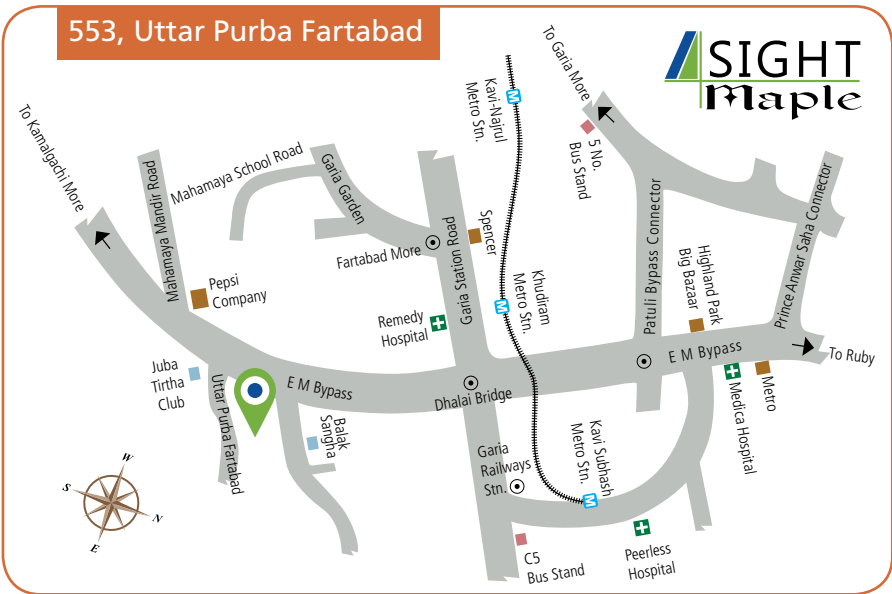 553, Uttar Purba Fartabad
4SIGHT
Maple
To Kamalgachi More
Mahamaya Mandir Road
Mahamaya School Road
Garia Garden
Fartabad More
Garia Station Road
Spencer
Kavi-Najrul
Metro Stn.
To Garia More
5 No.
Bus Stand
Patuli Bypass Connector
Highland Park
Big Bazaar
Prince Anwar Saha Connector
Pepsi
Company
Remedy
Hospital
M
Khudiram
Metro Stn.
M
E M Bypass
To Ruby
Juba
Tirtha
Club
Uttar Purba Fartabad
E M Bypass
Dhalai Bridge
Balak
Sangha
Metro
Medica Hospital
Garia
Railways
Stn.
Kavi Subhash
Metro Stn.
M
C5
Bus Stand
Peerless
Hospital
W
S
N
E